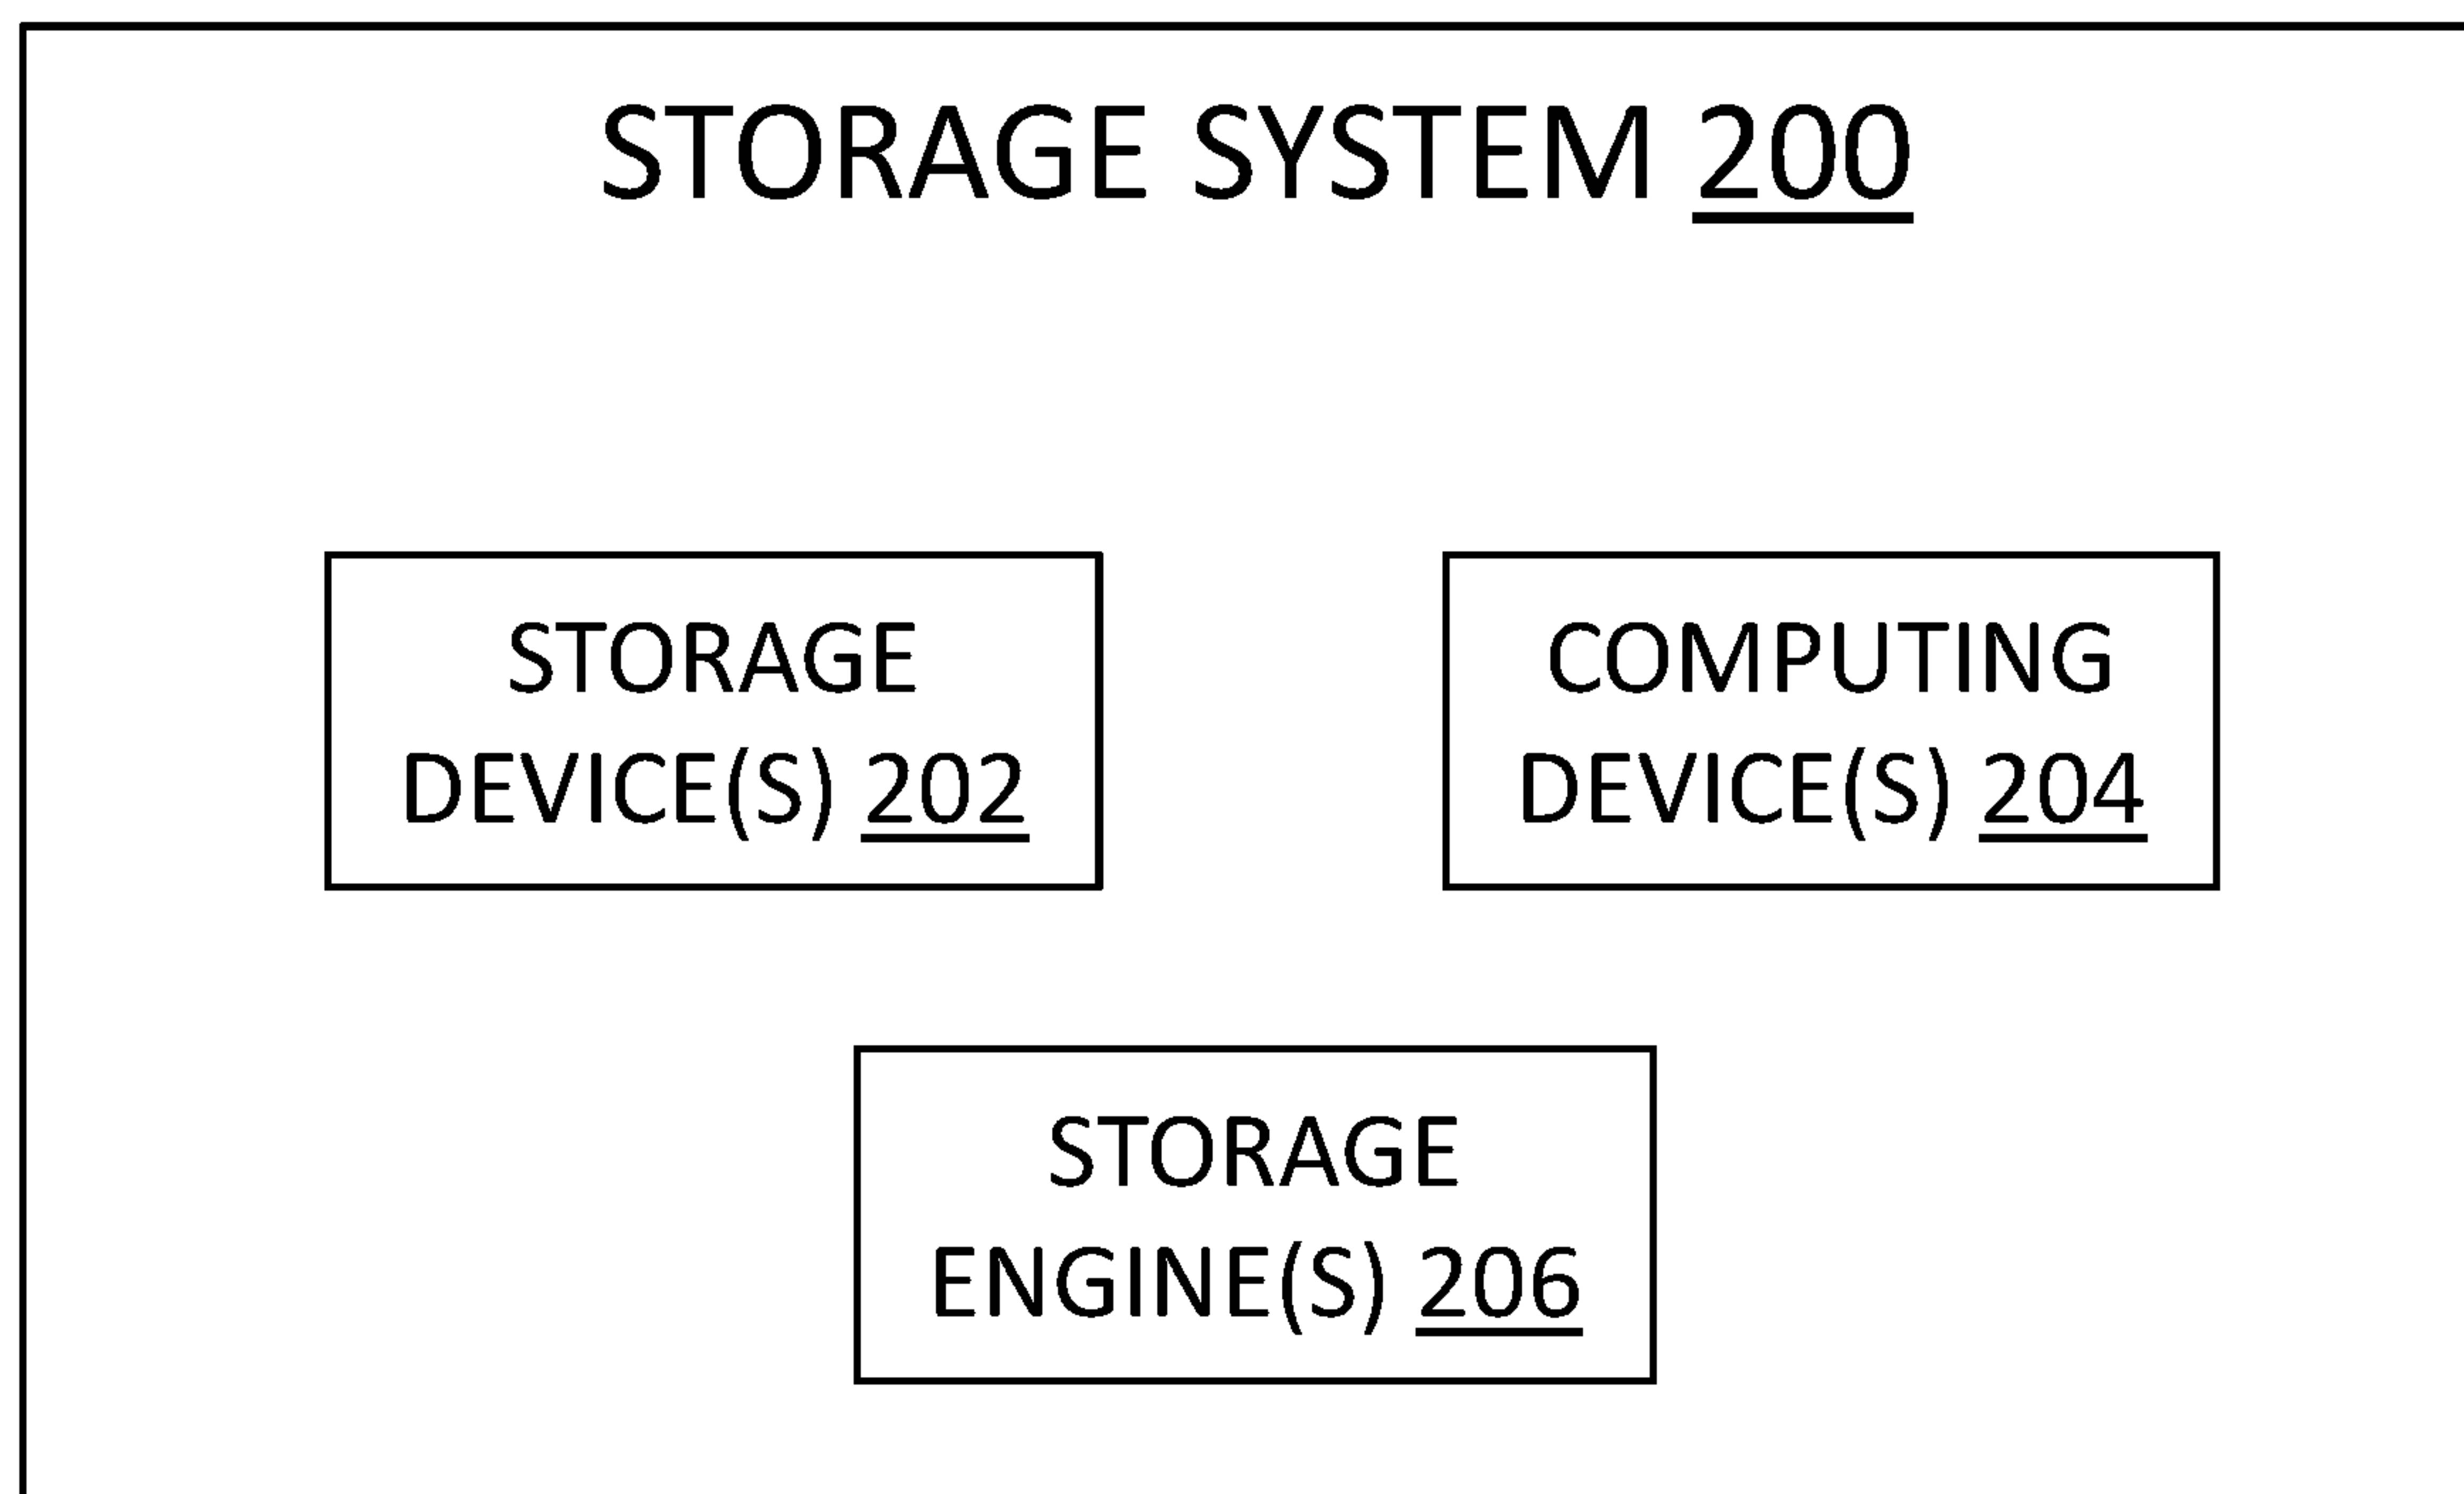 STORAGE SYSTEM 200
STORAGE
DEVICE(S) 202
COMPUTING
DEVICE(S) 204
STORAGE
ENGINE(S) 206